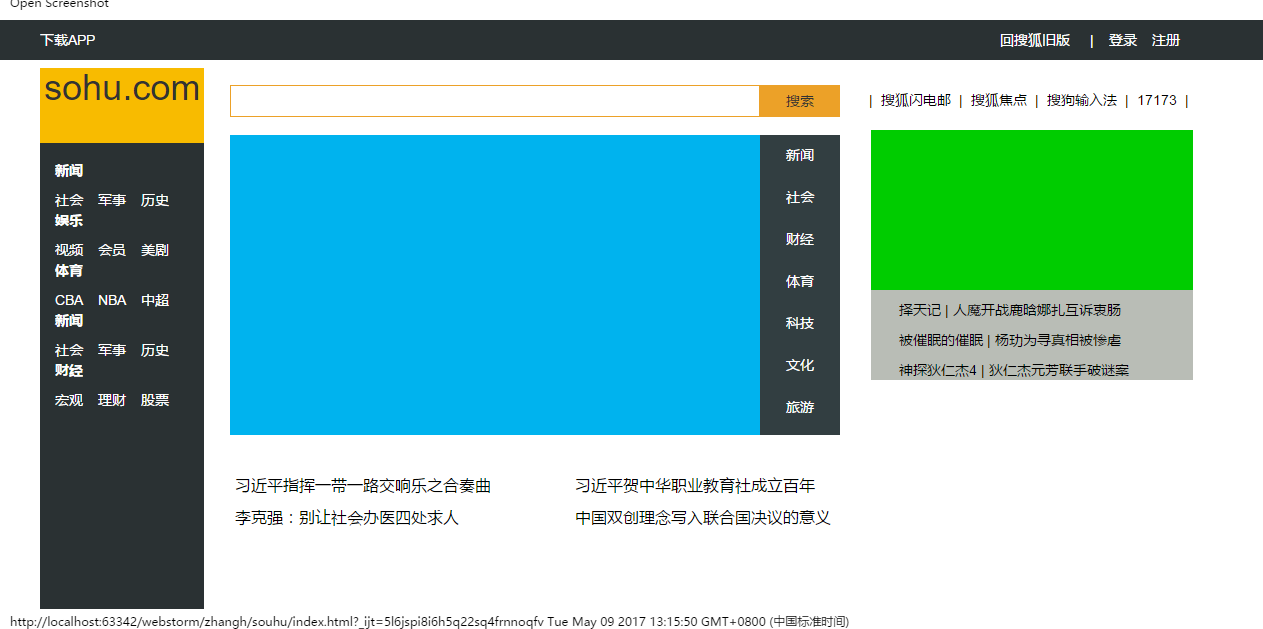 Open Screenshot
下载APP 回搜狐旧版 | 登录 注册
sohu.com
搜索
| 搜狐闪电邮 | 搜狐焦点 | 搜狗输入法 | 17173 |
新闻
社会 军事 历史
娱乐
视频 会员 美剧
体育
CBA NBA 中超
新闻
社会 军事 历史
财经
宏观 理财 股票
新闻
社会
财经
体育
科技
文化
旅游
择天记 | 人魔开战鹿晗娜扎互诉衷肠
被催眠的催眠 | 杨玏为寻真相被惨虐
神探狄仁杰4 | 狄仁杰元芳联手破谜案
习近平指挥一带一路交响乐之合奏曲
李克强：别让社会办医四处求人
习近平贺中华职业教育社成立百年
中国双创理念写入联合国决议的意义
http://localhost:63342/webstorm/zhangh/souhu/index.html?_ijt=5l6jspi8i6h5q22sq4frnnoqfv Tue May 09 2017 13:15:50 GMT+0800 (中国标准时间)